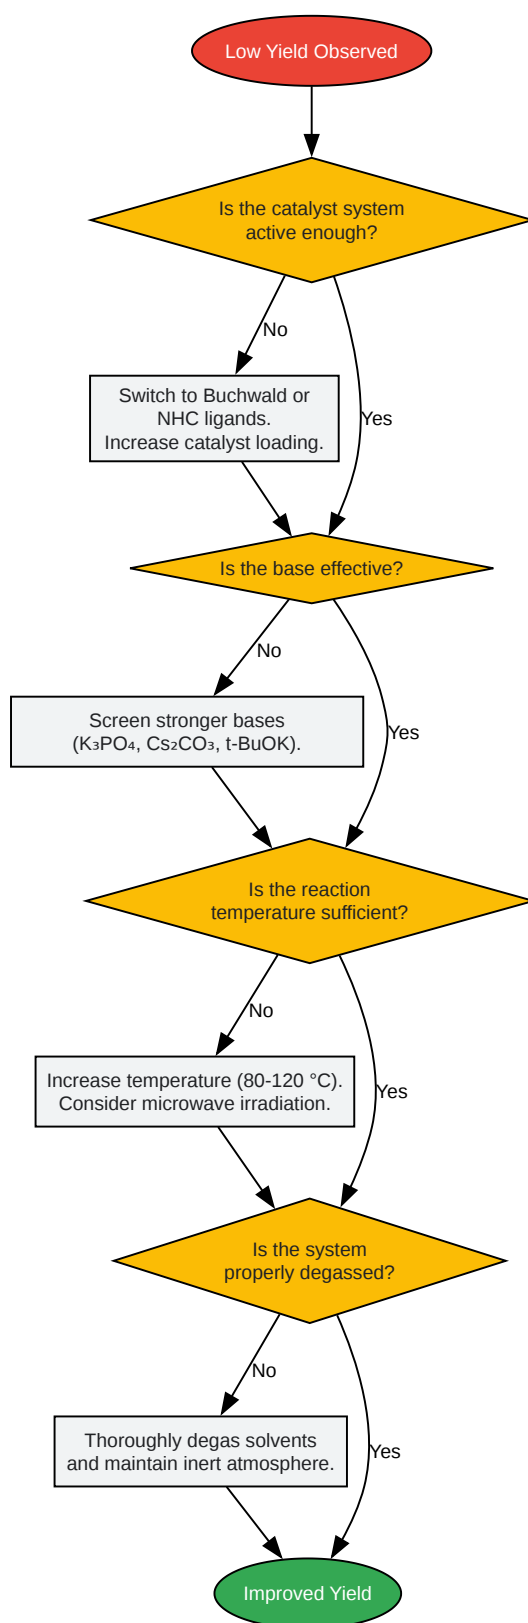 Low Yield Observed
Is the catalyst system
active enough?
No
Switch to Buchwald or
NHC ligands.
Increase catalyst loading.
Yes
Is the base effective?
No
Screen stronger bases
(K₃PO₄, Cs₂CO₃, t-BuOK).
Yes
Is the reaction
temperature sufficient?
No
Increase temperature (80-120 °C).
Consider microwave irradiation.
Yes
Is the system
properly degassed?
No
Thoroughly degas solvents
and maintain inert atmosphere.
Yes
Improved Yield